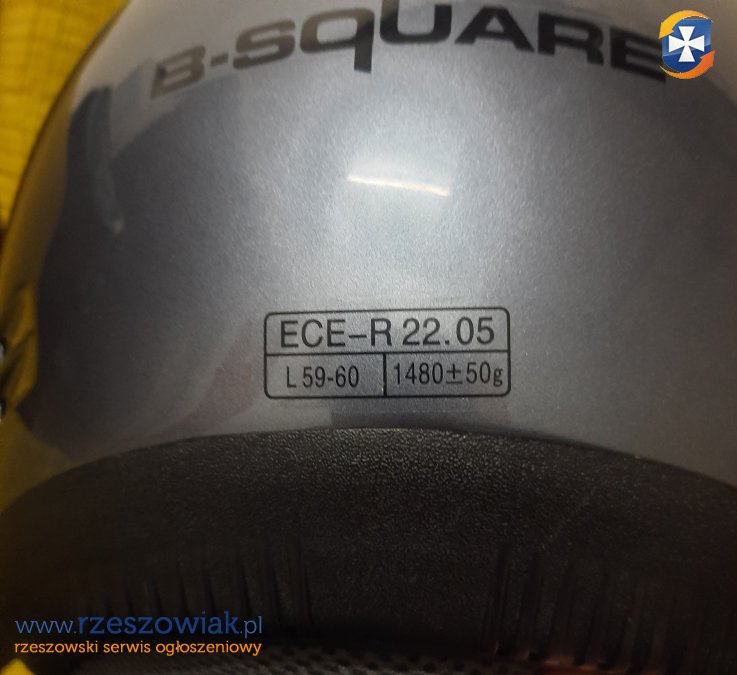 B-SQUARE
ECE-R 22.05
L 59-60 1480±50g
www.rzeszowiak.pl
rzeszowski serwis ogłoszeniowy